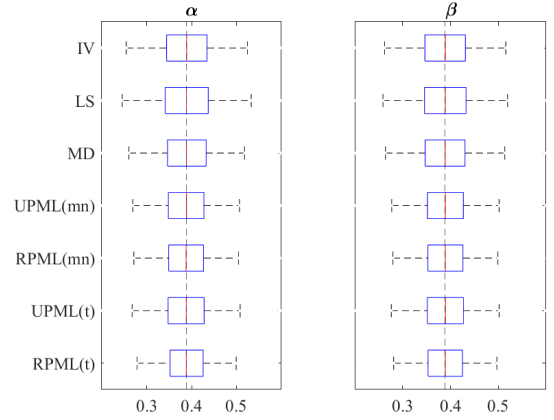 α β
IV
LS
MD
UPML(mn)
RPML(mn)
UPML(t)
RPML(t)
0.3 0.4 0.5 0.3 0.4 0.5